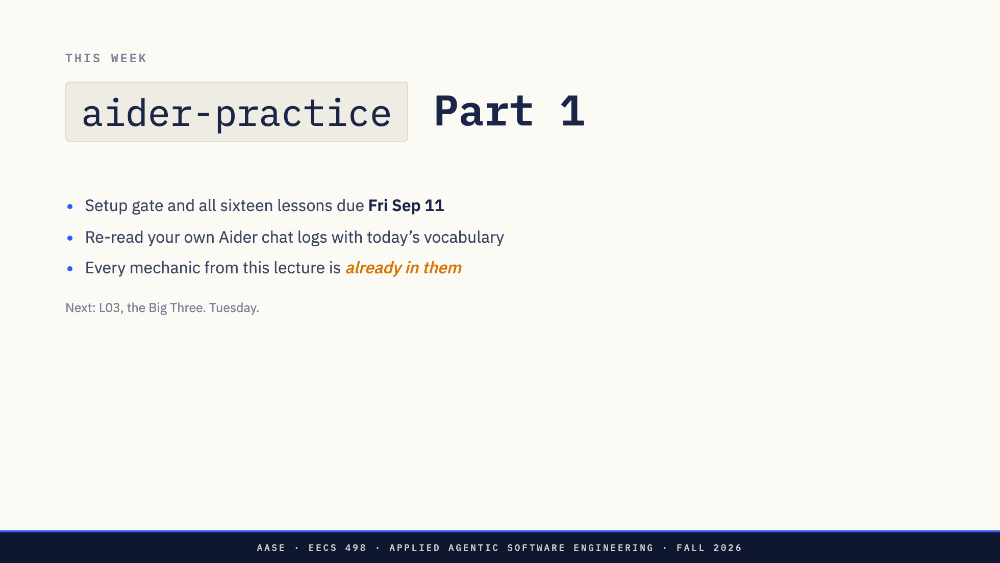 THIS WEEK
aider-practice Part 1
• Setup gate and all sixteen lessons due Fri Sep 11
• Re-read your own Aider chat logs with today’s vocabulary
• Every mechanic from this lecture is already in them
Next: L03, the Big Three. Tuesday.
AASE · EECS 498 · APPLIED AGENTIC SOFTWARE ENGINEERING · FALL 2026